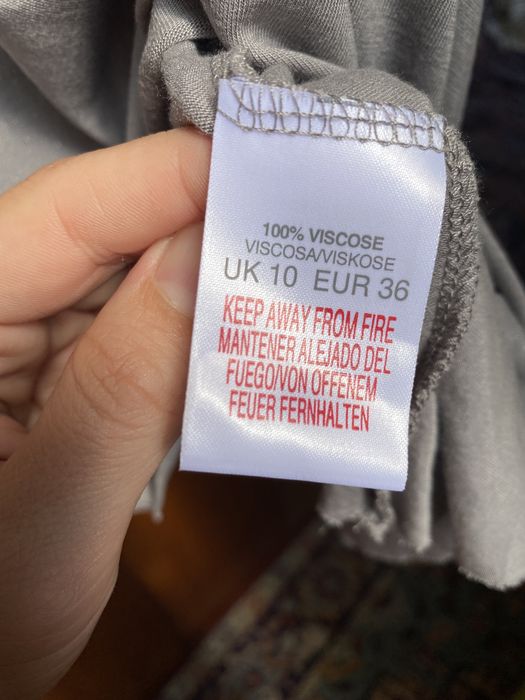 100% VISCOSE
VISCOSA/VISKOSE
UK 10 EUR 36
KEEP AWAY FROM FIRE
MANTENER ALEJADO DEL
FUEGO/VON OFFENEM
FEUER FERNHALTEN